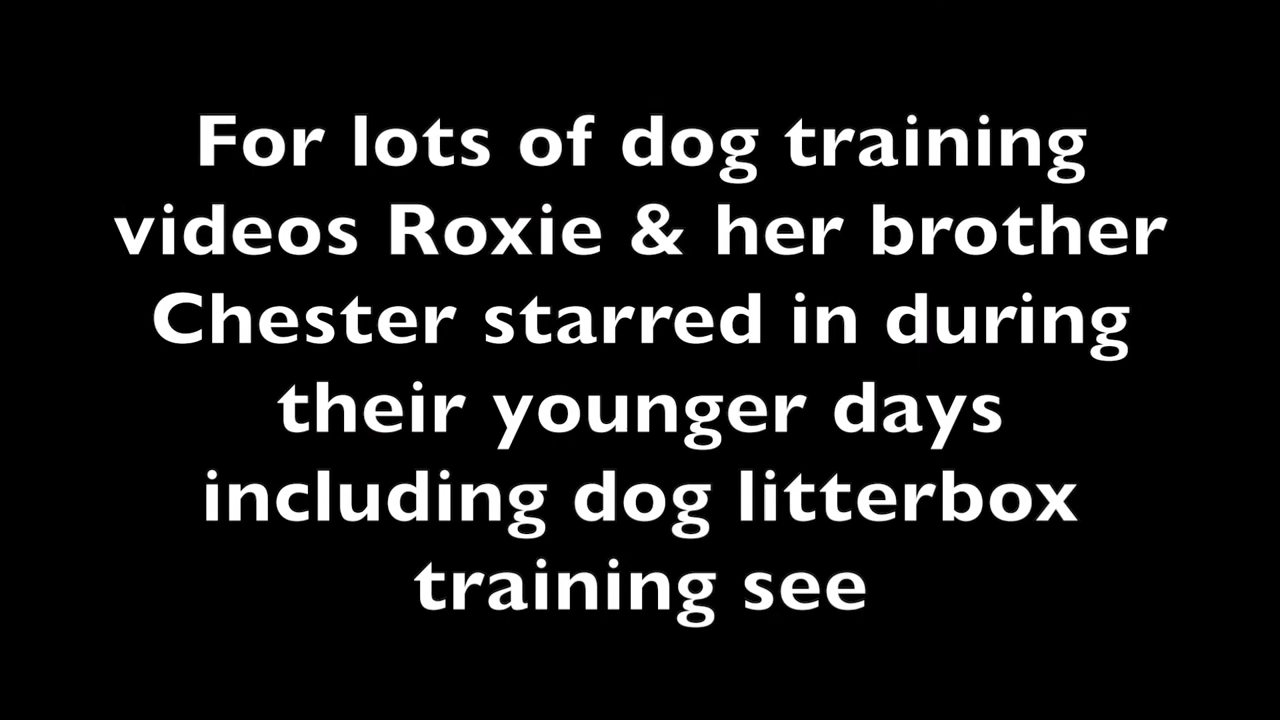 For lots of dog training
videos Roxie & her brother
Chester starred in during
their younger days
including dog litterbox
training see